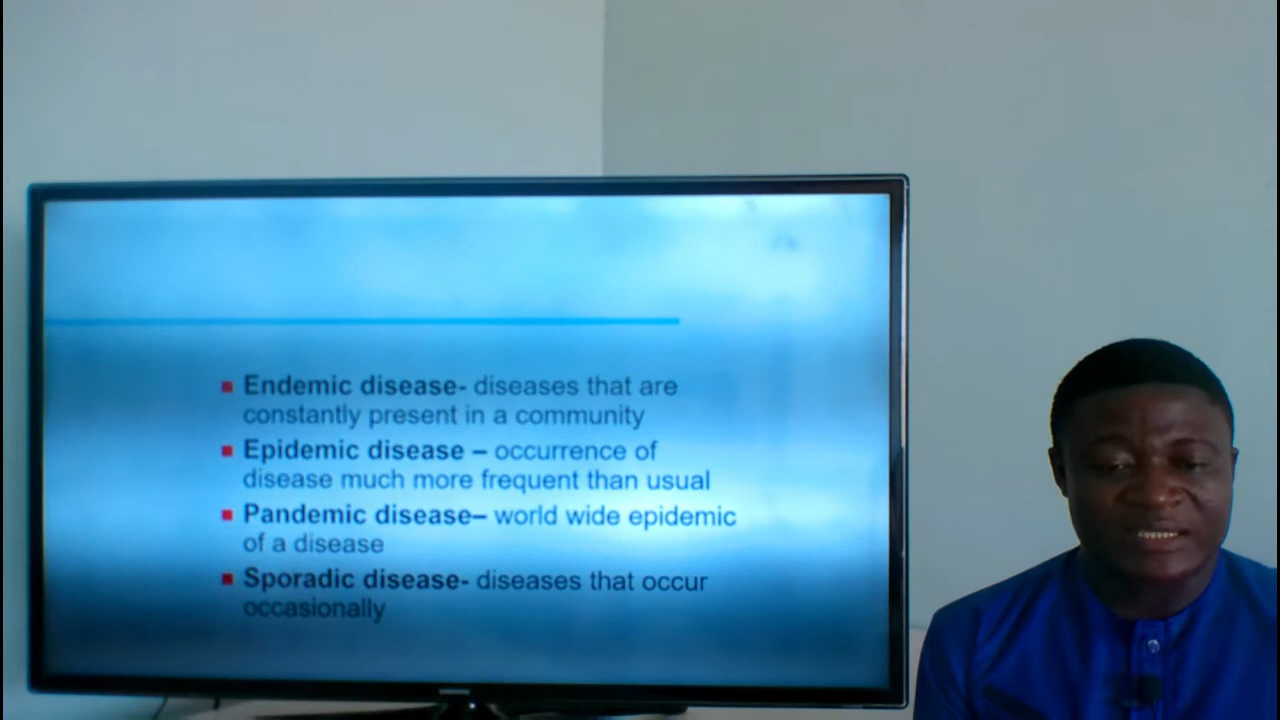 Endemic disease- diseases that are
constantly present in a community
Epidemic disease – occurrence of
disease much more frequent than usual
Pandemic disease– world wide epidemic
of a disease
Sporadic disease- diseases that occur
occasionally